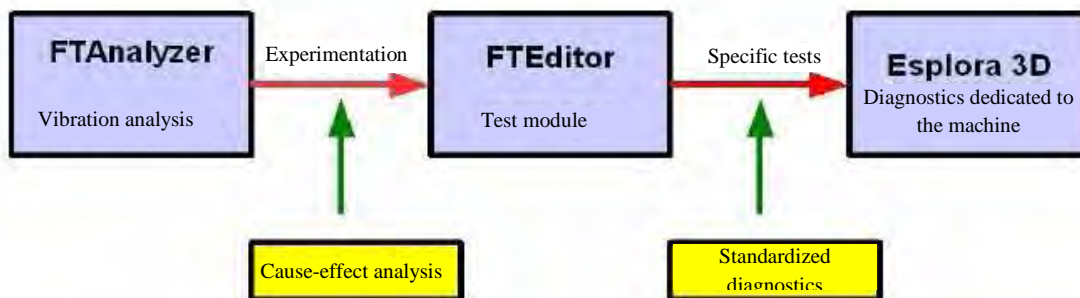 FTAnalyzer
Vibration analysis
Experimentation
FTEditor
Test module
Specific tests
Esplora 3D
Diagnostics dedicated to
the machine
Cause-effect analysis
Standardized
diagnostics